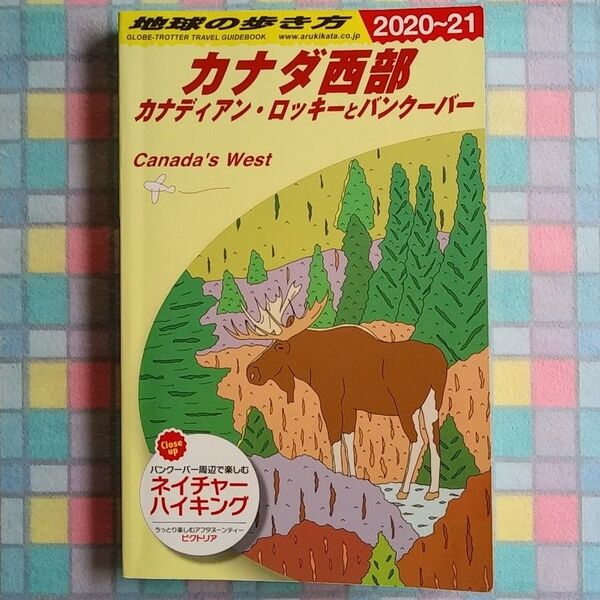 地球の歩き方
GLOBE-TROTTER TRAVEL GUIDEBOOK www.arukikata.co.jp
2020~21
カナダ西部
カナディアン・ロッキーとバンクーバー
Canada's West
Close up
バンクーバー周辺で楽しむ
ネイチャー
ハイキング
うっとり楽しむアフタヌーンティー
ビクトリア